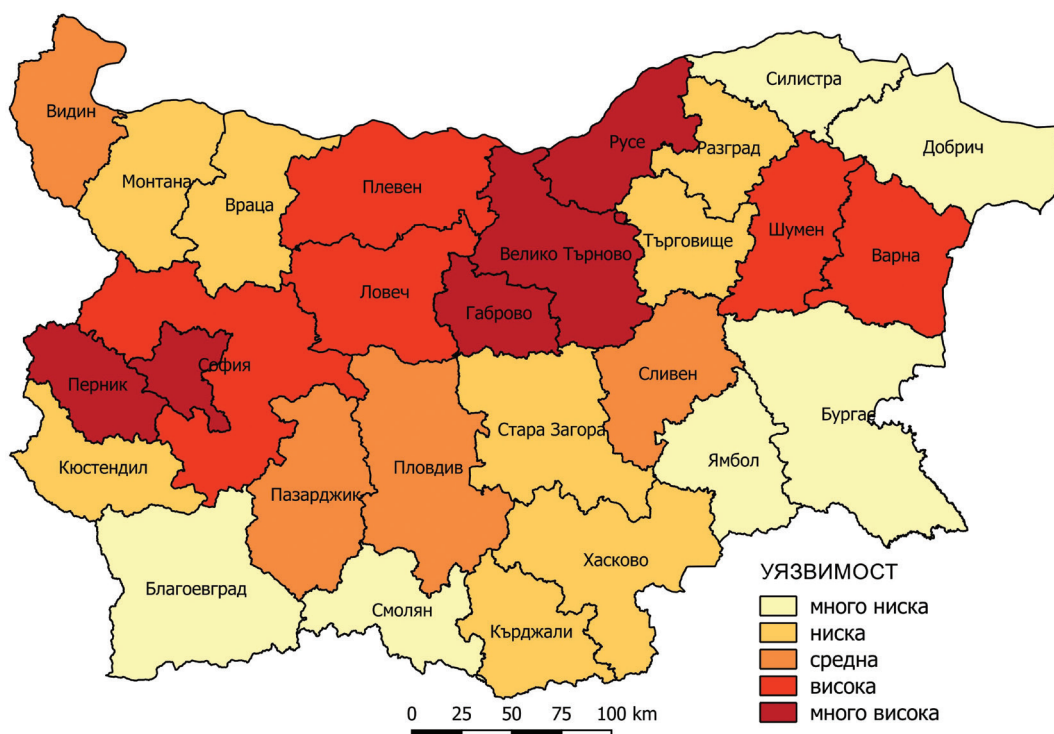 Силистра
Видин
Русе
Разград
Добрич
Монтана
Плевен
Враца
Шумен
Търговище
Велико Търново
Варна
Ловеч
Габрово
София
Перник
Сливен
Бургас
Стара Загора
Ямбол
Кюстендил
Пловдив
Пазарджик
Хасково
Благоевград
Смолян
Кърджали
УЯЗВИМОСТ
много ниска
ниска
средна
висока
много висока
0 25 50 75 100 km